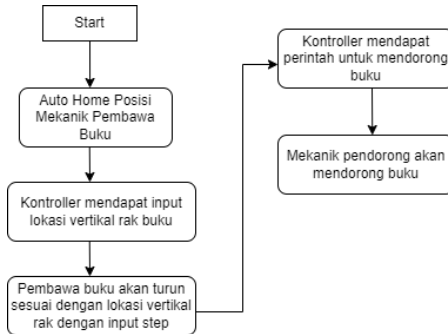 Start
Auto Home Posisi
Mekanik Pembawa
Buku
Kontroller mendapat input
lokasi vertikal rak buku
Pembawa buku akan turun
sesuai dengan lokasi vertikal
rak dengan input step
Kontroller mendapat
perintah untuk mendorong
buku
Mekanik pendorong akan
mendorong buku